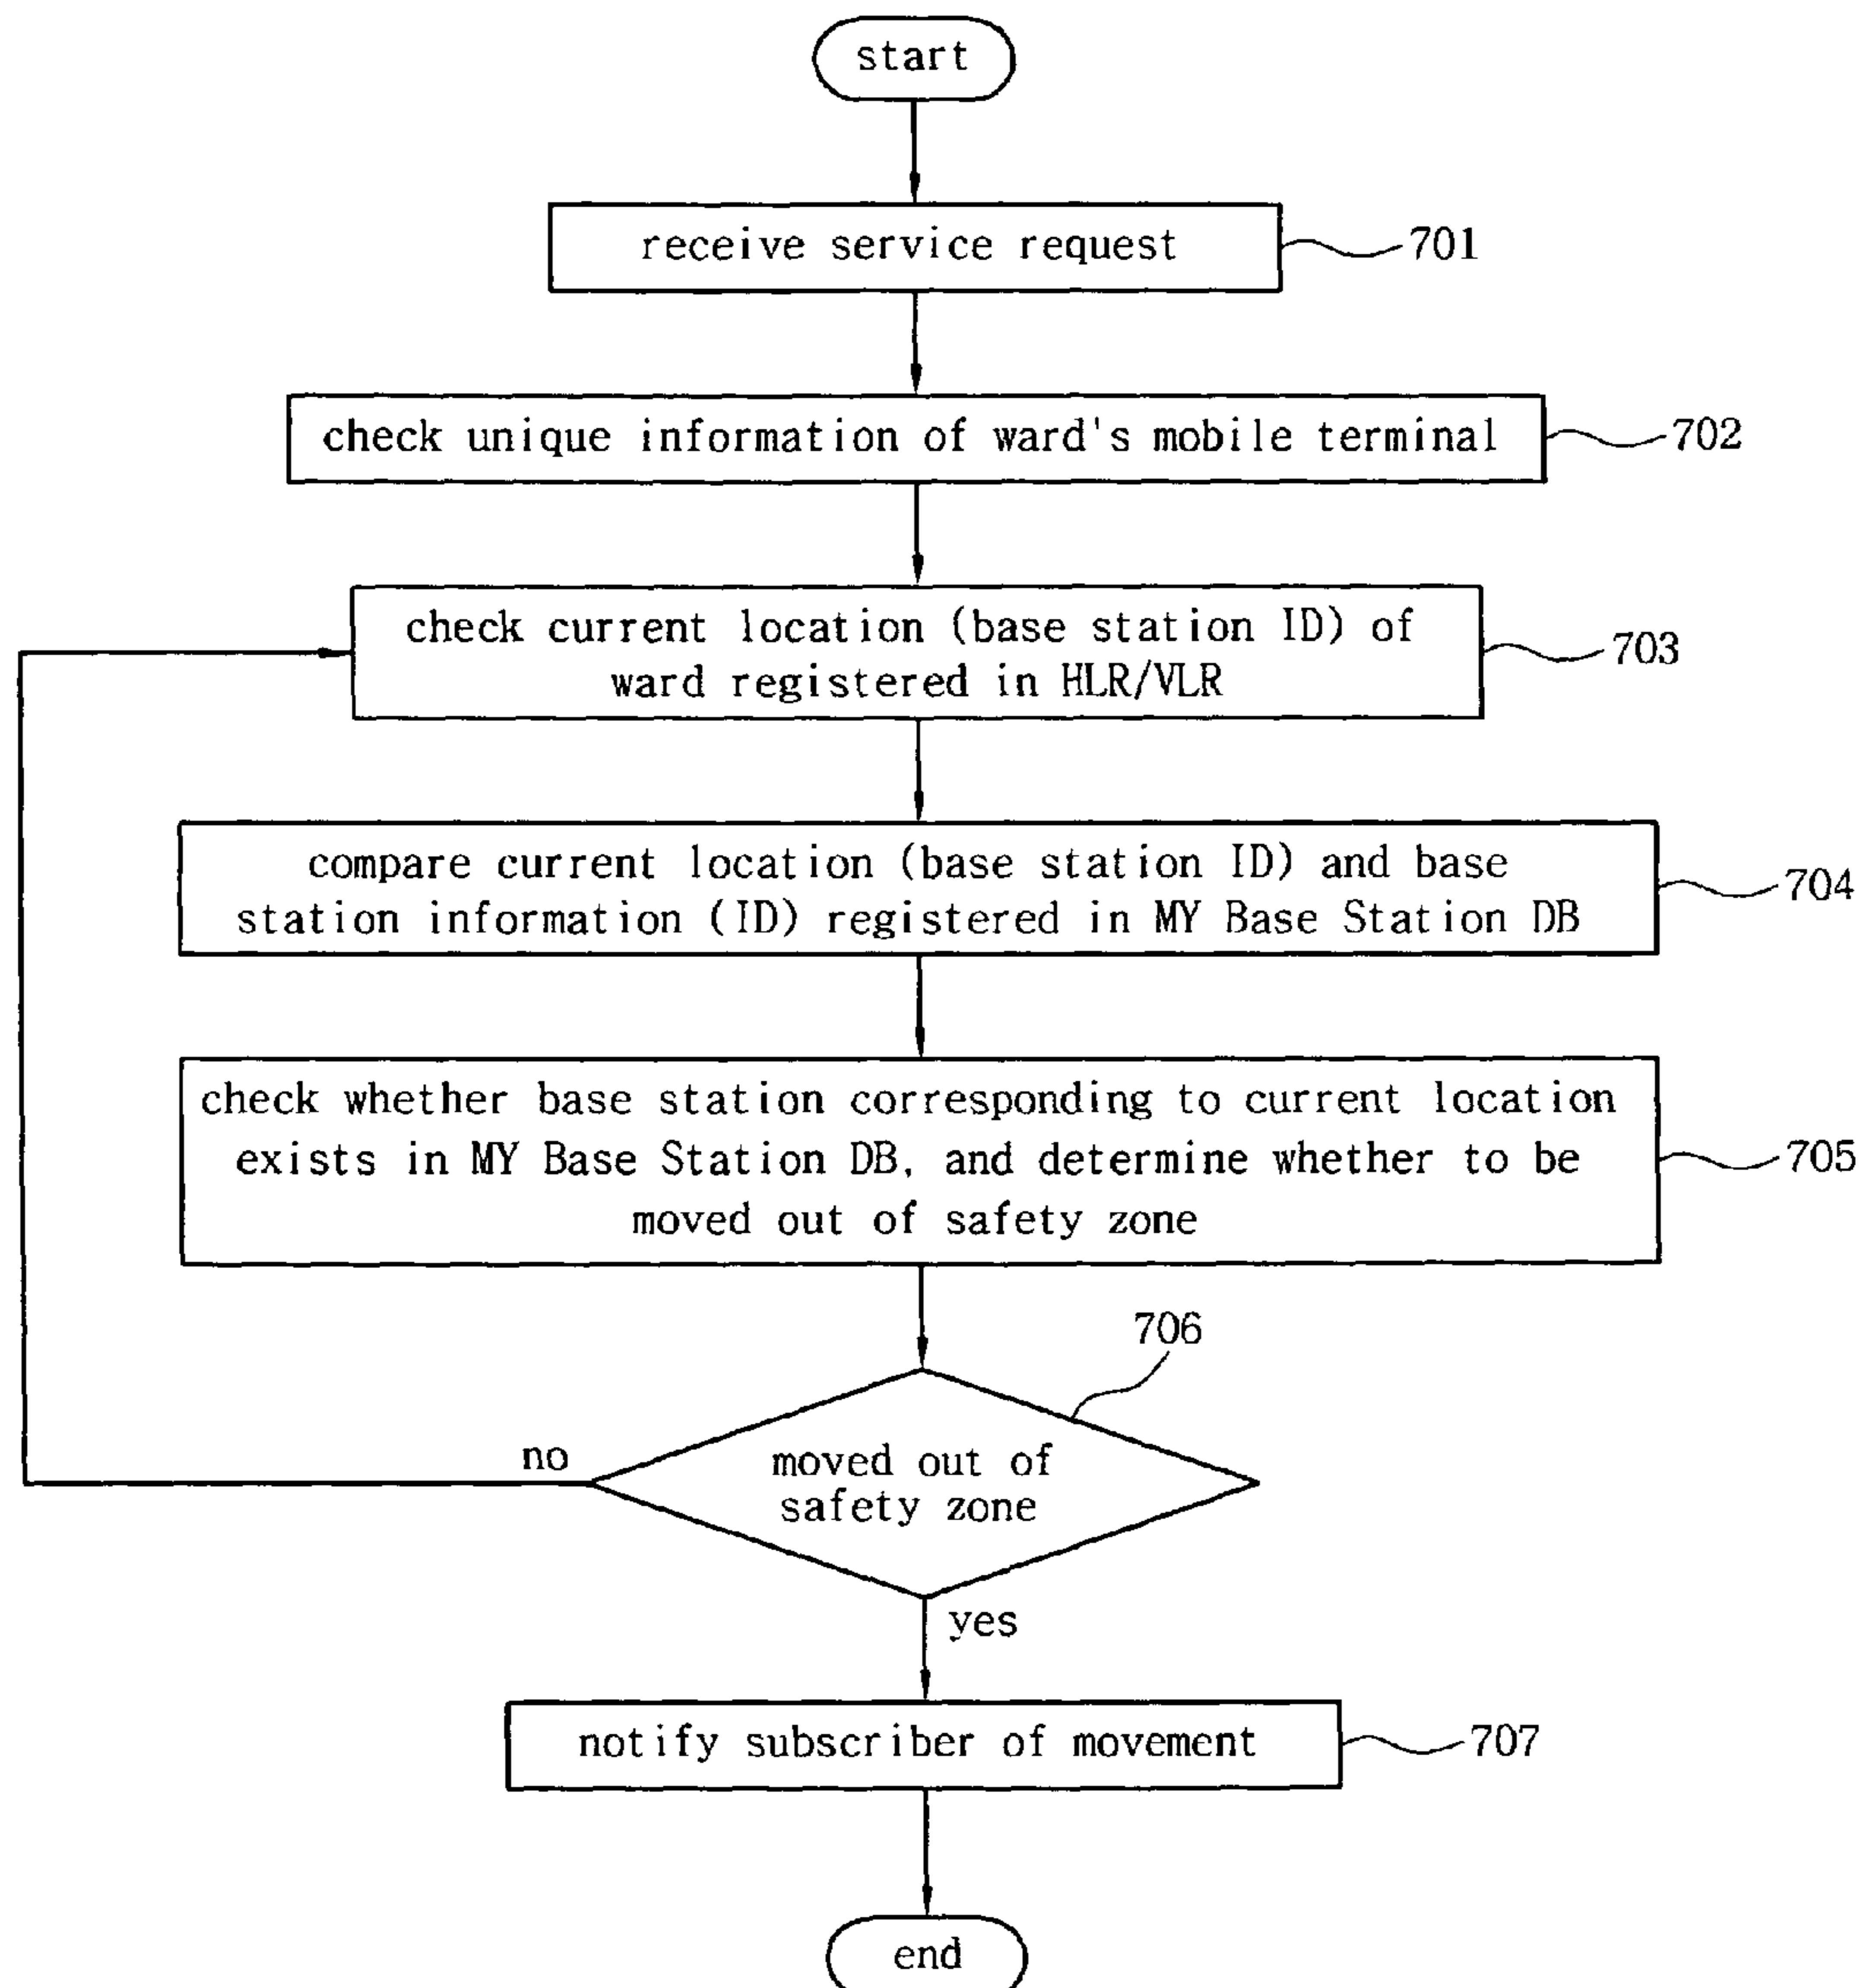 start
receive service request
701
check unique information of ward's mobile terminal
702
check current location (base station ID) of
ward registered in HLR/VLR
703
compare current location (base station ID) and base
station information (ID) registered in MY Base Station DB
704
check whether base station corresponding to current location
exists in MY Base Station DB, and determine whether to be
moved out of safety zone
705
706
no
moved out of
safety zone
yes
notify subscriber of movement
707
end